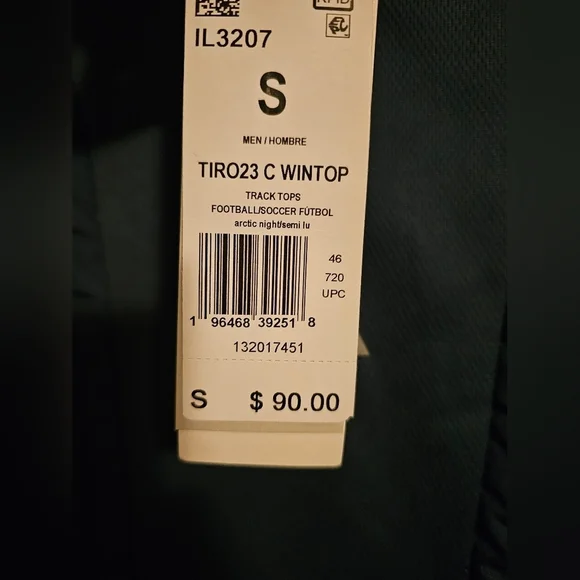 IL3207
S
MEN / HOMBRE
TIRO23 C WINTOP
TRACK TOPS
FOOTBALL/SOCCER FÚTBOL
arctic night/semi lu
46
720
UPC
1 96468 39251 8
132017451
S $ 90.00